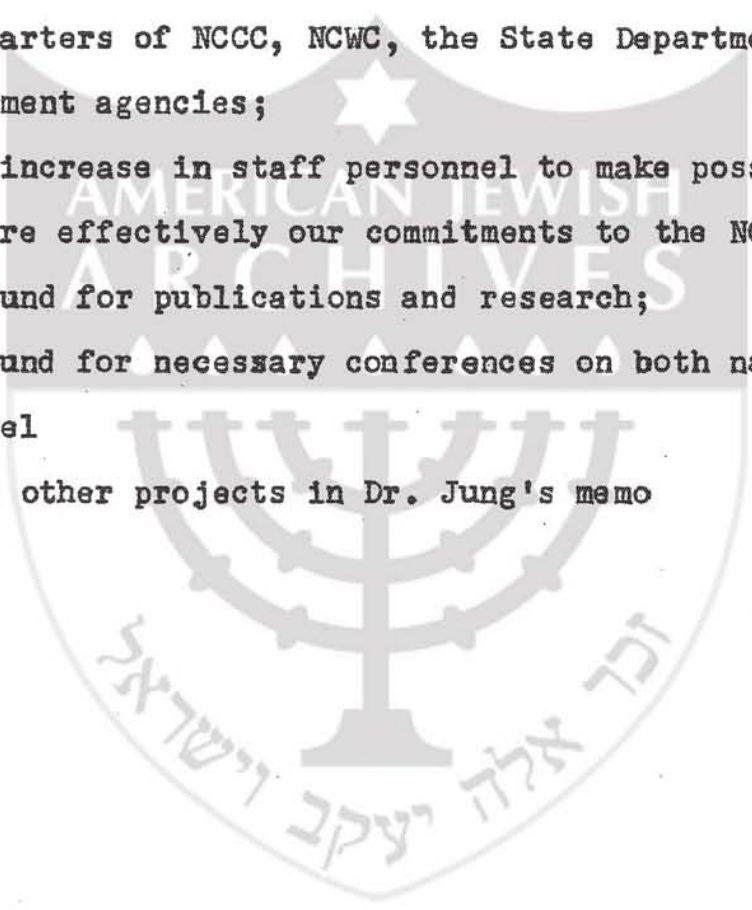 arters of NCCC, NCWC, the State Departme
ment agencies;
increase in staff personnel to make poss
re effectively our commitments to the NC
und for publications and research;
und for necessary conferences on both na
el
other projects in Dr. Jung's memo
AMERICAN JEWISH
ARCHIVES
זכר אלה יעקב וישראל